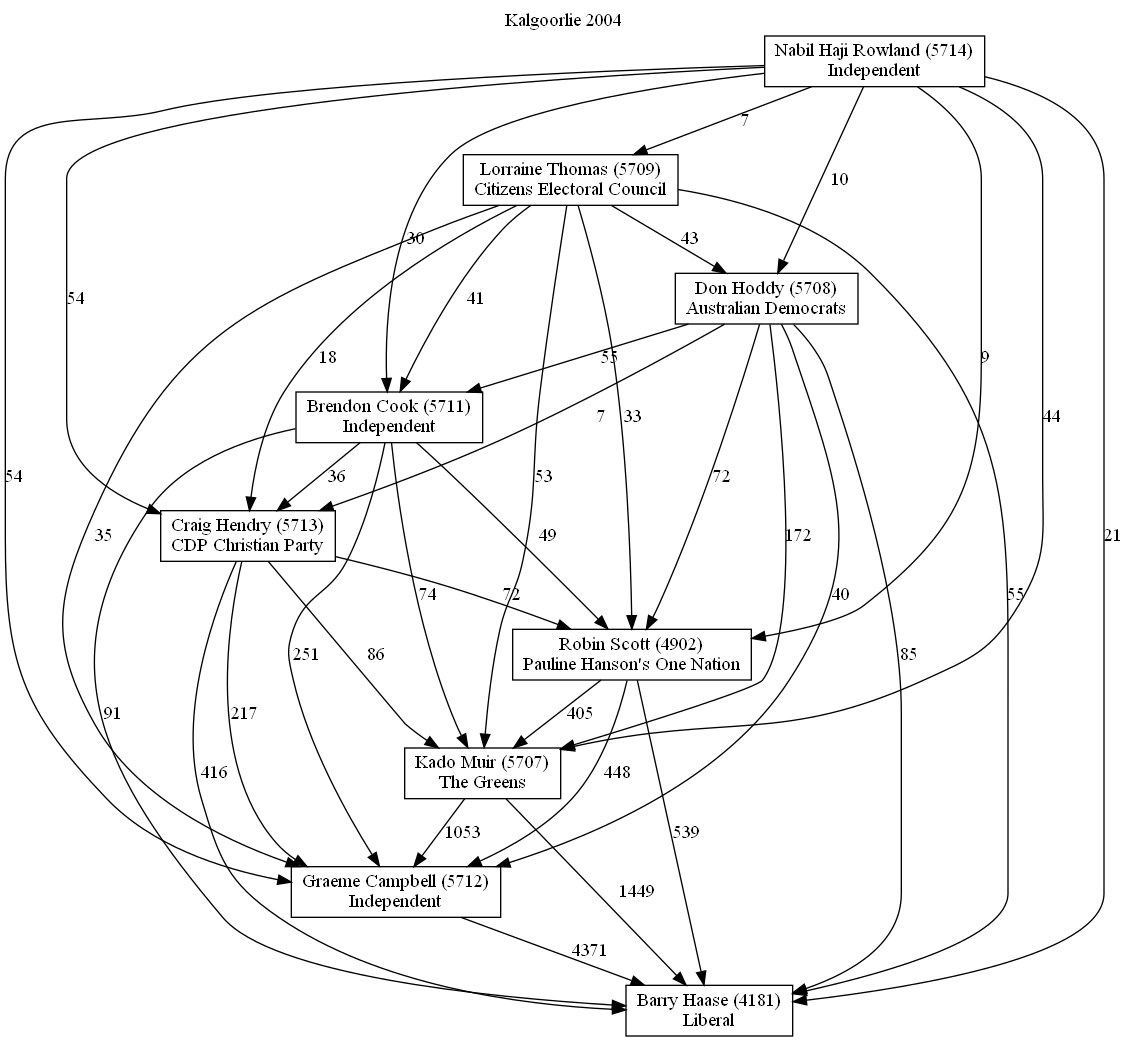 Kalgoorlie 2004
Nabil Haji Rowland (5714)
Independent
7
Lorraine Thomas (5709)
Citizens Electoral Council
10
30
43
Don Hoddy (5708)
Australian Democrats
54
41
18
55
9
Brendon Cook (5711)
Independent
7
33
44
54
36
53
72
Craig Hendry (5713)
CDP Christian Party
35
49
172
21
74
72
40
55
Robin Scott (4902)
Pauline Hanson's One Nation
251
86
85
91
217
405
Kado Muir (5707)
The Greens
416
448
1053
539
Graeme Campbell (5712)
Independent
1449
4371
Barry Haase (4181)
Liberal